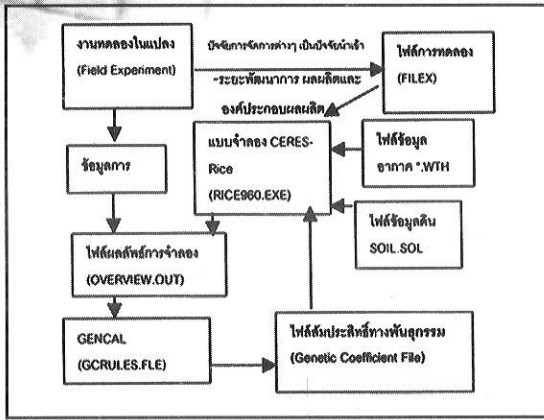 งานทดลองในแปลง
(Field Experiment)
ปัจจัยการจัดการต่างๆ เป็นปัจจัยนำเข้า
-ระยะพัฒนาการ ผลผลิตและ
องค์ประกอบผลผลิต
ไฟล์การทดลอง
(FILEX)
ข้อมูลการ
แบบจำลอง CERES-
Rice
(RICE960.EXE)
ไฟล์ข้อมูล
อากาศ *.WTH
ไฟล์ข้อมูลดิน
SOIL.SOL
ไฟล์ผลลัพธ์การจำลอง
(OVERVIEW.OUT)
GENCAL
(GCRULES.FLE)
ไฟล์สัมประสิทธิ์ทางพันธุกรรม
(Genetic Coefficient File)